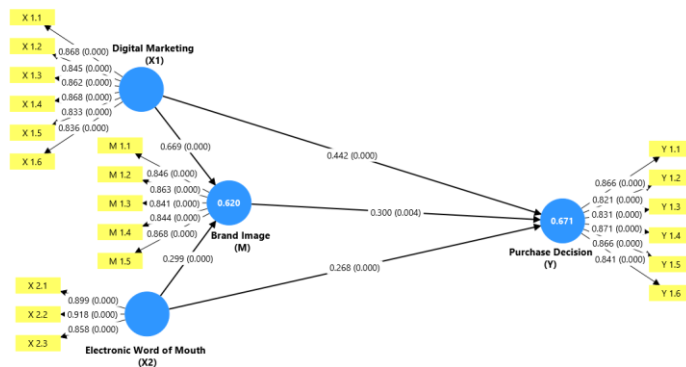 X 1.1
X 1.2
X 1.3
X 1.4
X 1.5
X 1.6
0.868 (0.000)
0.845 (0.000)
0.862 (0.000)
0.868 (0.000)
0.833 (0.000)
0.836 (0.000)
Digital Marketing
(X1)
0.669 (0.000)
0.442 (0.000)
M 1.1
M 1.2
M 1.3
M 1.4
M 1.5
0.846 (0.000)
0.863 (0.000)
0.841 (0.000)
0.844 (0.000)
0.868 (0.000)
0.620
Brand Image
(M)
0.300 (0.004)
0.299 (0.000)
0.268 (0.000)
X 2.1
X 2.2
X 2.3
0.899 (0.000)
0.918 (0.000)
0.858 (0.000)
Electronic Word of Mouth
(X2)
0.671
Purchase Decision
(Y)
0.866 (0.000)
0.821 (0.000)
0.831 (0.000)
0.871 (0.000)
0.866 (0.000)
0.841 (0.000)
Y 1.1
Y 1.2
Y 1.3
Y 1.4
Y 1.5
Y 1.6